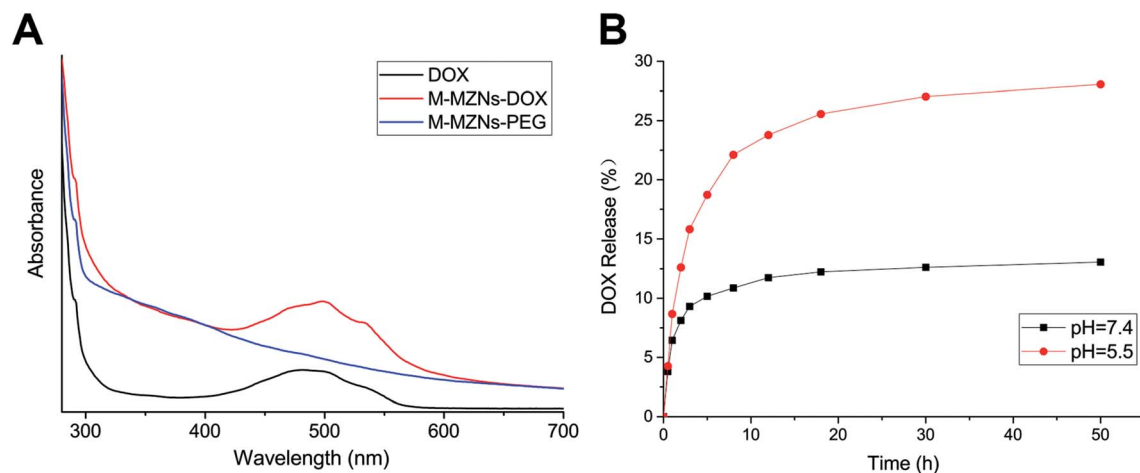 A
DOX
M-MZNs-DOX
M-MZNs-PEG
Absorbance
300 400 500 600 700
Wavelength (nm)
B
30
25
20
15
10
5
0
DOX Release (%)
pH=7.4
pH=5.5
0 10 20 30 40 50
Time (h)